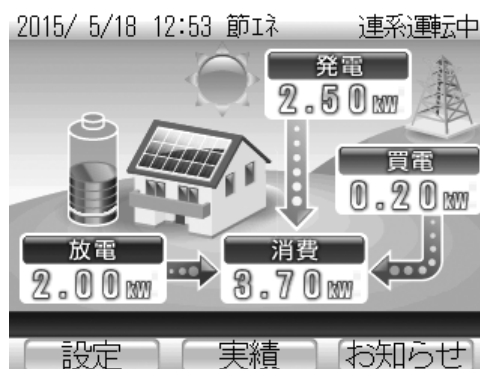 2015/ 5/18 12:53 節ｴﾈ 連系運転中
発電
2.50kW
買電
0.20kW
放電
2.00kW
消費
3.70kW
設定 実績 お知らせ